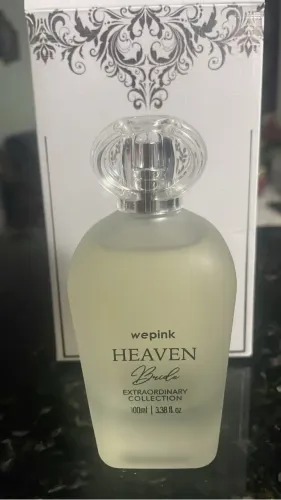 wepink
HEAVEN
Bride
EXTRAORDINARY
COLLECTION
100ml | 3.38 fl. oz